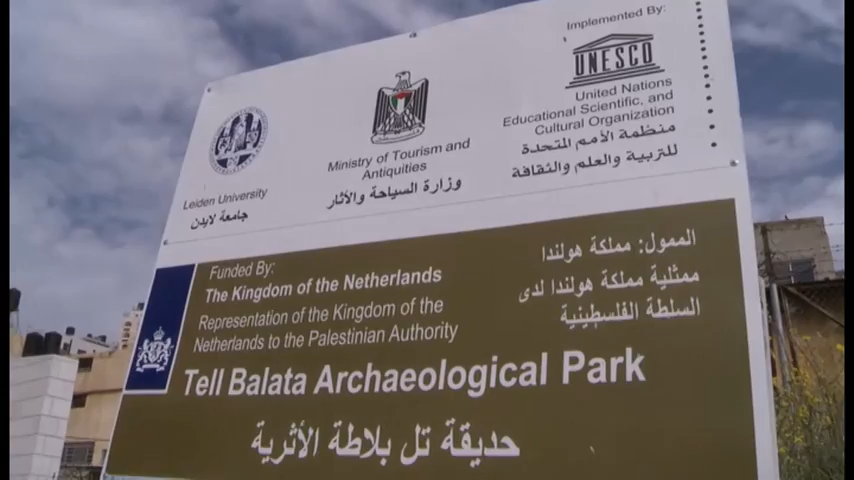 Implemented By:
UNESCO
United Nations
Educational Scientific, and
Cultural Organization
منظمة الأمم المتحدة
للتربية والعلم والثقافة
Ministry of Tourism and
Antiquities
وزارة السياحة والأثار
Leiden University
جامعة لايدن
Funded By:
The Kingdom of the Netherlands
Representation of the Kingdom of the
Netherlands to the Palestinian Authority
الممول: مملكة هولندا
ممثلية مملكة هولندا لدى
السلطة الفلسطينية
Tell Balata Archaeological Park
حديقة تل بلاطة الأثرية